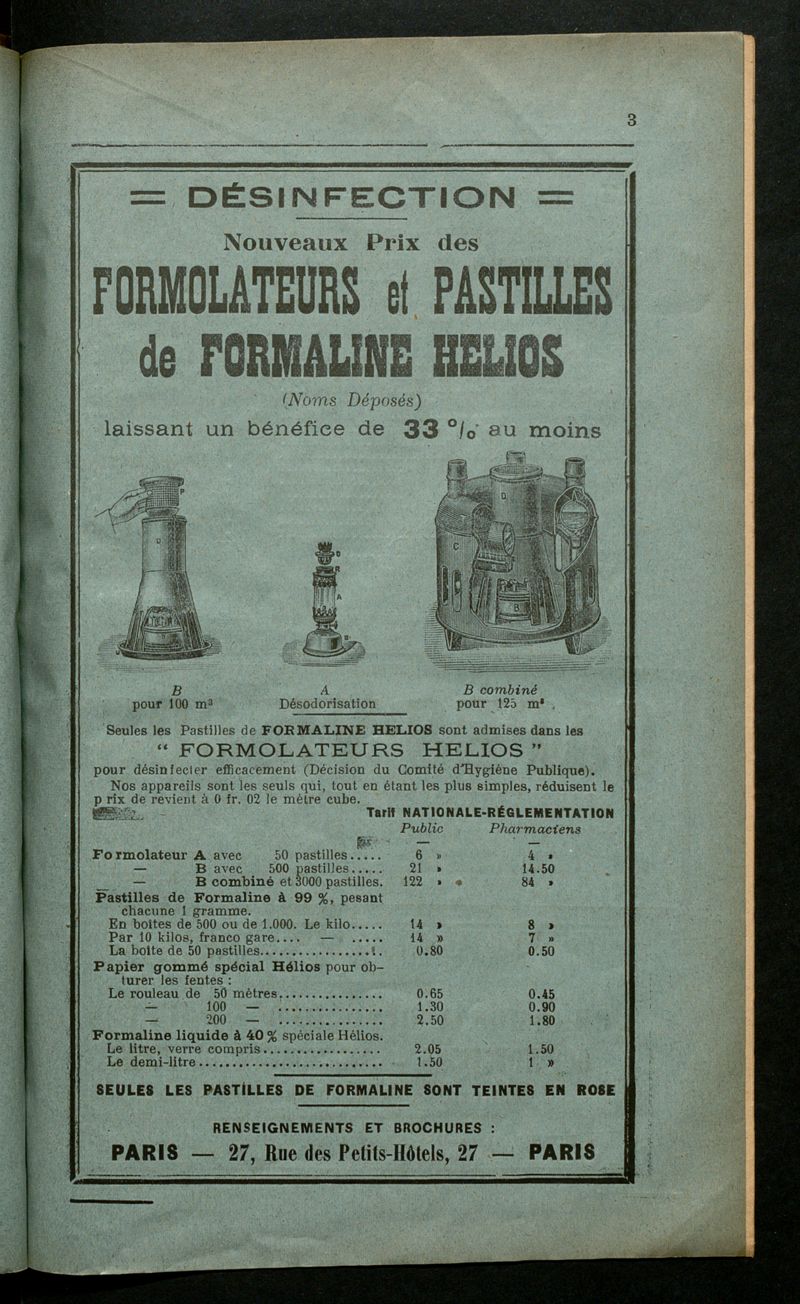 3
= DÉSINFECTION =
Nouveaux Prix des
FORMOLATEURS et PASTILLES
de FORMALINE HELIOS
(Noms Déposés)
laissant un bénéfice de 33 % au moins
P
D
D
R
A
B
D
C
B
B A B combiné
pour 100 m³ Désodorisation pour 125 m³
Seules les Pastilles de FORMALINE HELIOS sont admises dans les
“ FORMOLATEURS HELIOS ”
pour désinfecter efficacement (Décision du Comité d'Hygiéne Publique).
Nos appareils sont les seuls qui, tout en étant les plus simples, réduisent le
p rix de revient à 0 fr. 02 le mètre cube.
Tarif NATIONALE-RÉGLEMENTATION
Public Pharmaciens
— —
Formolateur A avec 50 pastilles..... 6 » 4 »
— B avec 500 pastilles..... 21 » 14.50
— B combiné et 3000 pastilles. 122 » 84 »
Pastilles de Formaline à 99 %, pesant
chacune 1 gramme.
En boîtes de 500 ou de 1.000. Le kilo..... 14 » 8 »
Par 10 kilos, franco gare.... — ..... 14 » 7 »
La boîte de 50 pastilles................. 0.80 0.50
Papier gommé spécial Hélios pour ob-
turer les fentes :
Le rouleau de 50 mètres................ 0.65 0.45
— 100 — ................ 1.30 0.90
— 200 — ................ 2.50 1.80
Formaline liquide à 40 % spéciale Hélios.
Le litre, verre compris.................. 2.05 1.50
Le demi-litre............................ 1.50 1 »
SEULES LES PASTILLES DE FORMALINE SONT TEINTES EN ROSE
RENSEIGNEMENTS ET BROCHURES :
PARIS — 27, Rue des Petits-Hôtels, 27 — PARIS